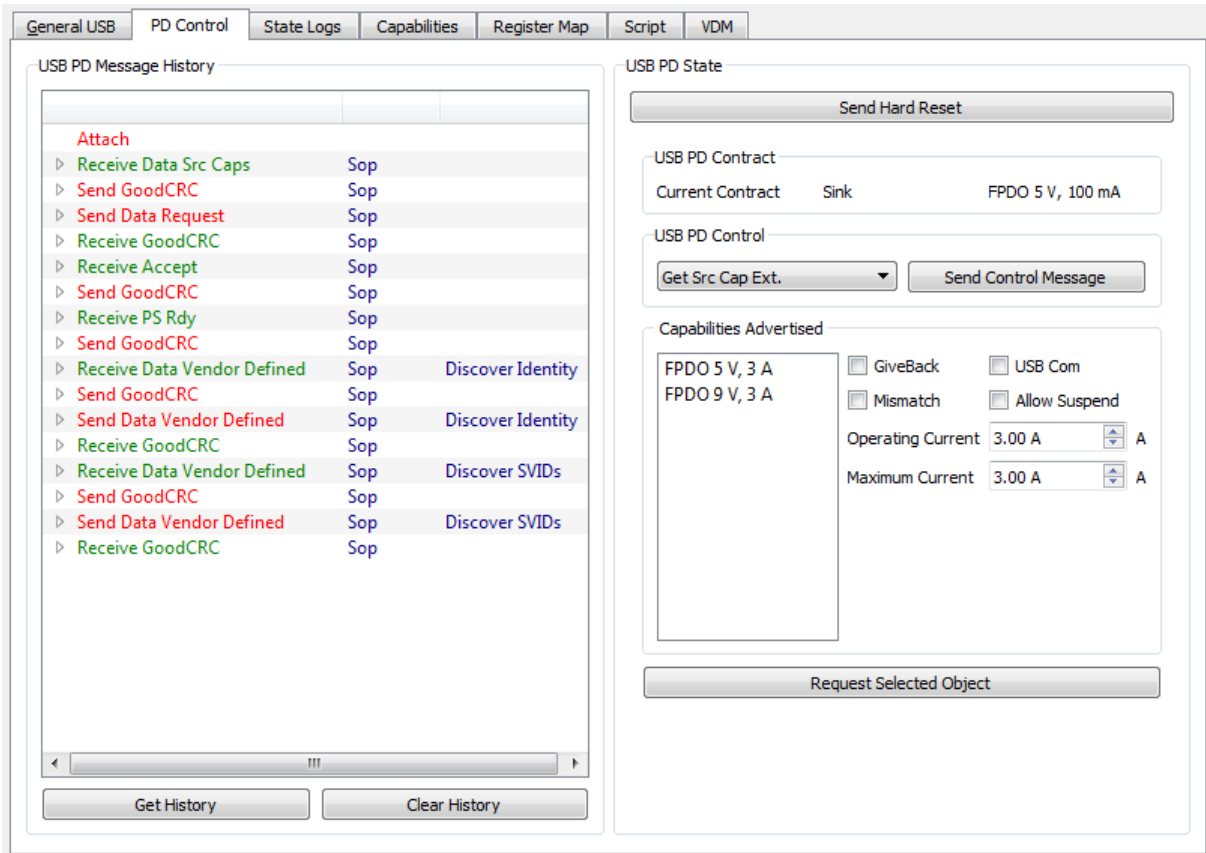 General USB PD Control State Logs Capabilities Register Map Script VDM
USB PD Message History
Attach
Receive Data Src Caps Sop
Send GoodCRC Sop
Send Data Request Sop
Receive GoodCRC Sop
Receive Accept Sop
Send GoodCRC Sop
Receive PS Rdy Sop
Send GoodCRC Sop
Receive Data Vendor Defined Sop Discover Identity
Send GoodCRC Sop
Send Data Vendor Defined Sop Discover Identity
Receive GoodCRC Sop
Receive Data Vendor Defined Sop Discover SVIDs
Send GoodCRC Sop
Send Data Vendor Defined Sop Discover SVIDs
Receive GoodCRC Sop
Get History Clear History
USB PD State
Send Hard Reset
USB PD Contract
Current Contract Sink FPDO 5 V, 100 mA
USB PD Control
Get Src Cap Ext. Send Control Message
Capabilities Advertised
FPDO 5 V, 3 A
FPDO 9 V, 3 A
GiveBack USB Com
Mismatch Allow Suspend
Operating Current 3.00 A A
Maximum Current 3.00 A A
Request Selected Object